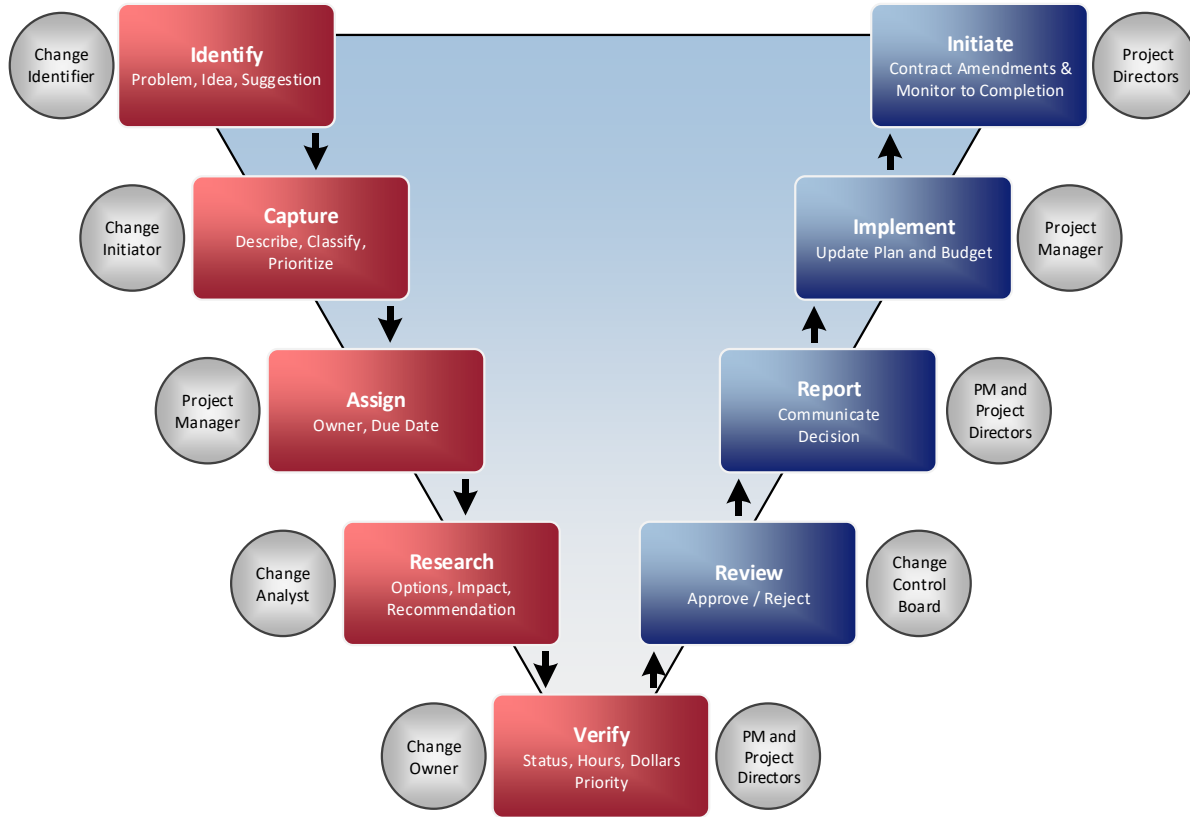 Change
Identifier
Identify
Problem, Idea, Suggestion
Initiate
Contract Amendments &
Monitor to Completion
Project
Directors
Change
Initiator
Capture
Describe, Classify,
Prioritize
Implement
Update Plan and Budget
Project
Manager
Project
Manager
Assign
Owner, Due Date
Report
Communicate
Decision
PM and
Project
Directors
Change
Analyst
Research
Options, Impact,
Recommendation
Review
Approve / Reject
Change
Control
Board
Change
Owner
Verify
Status, Hours, Dollars
Priority
PM and
Project
Directors